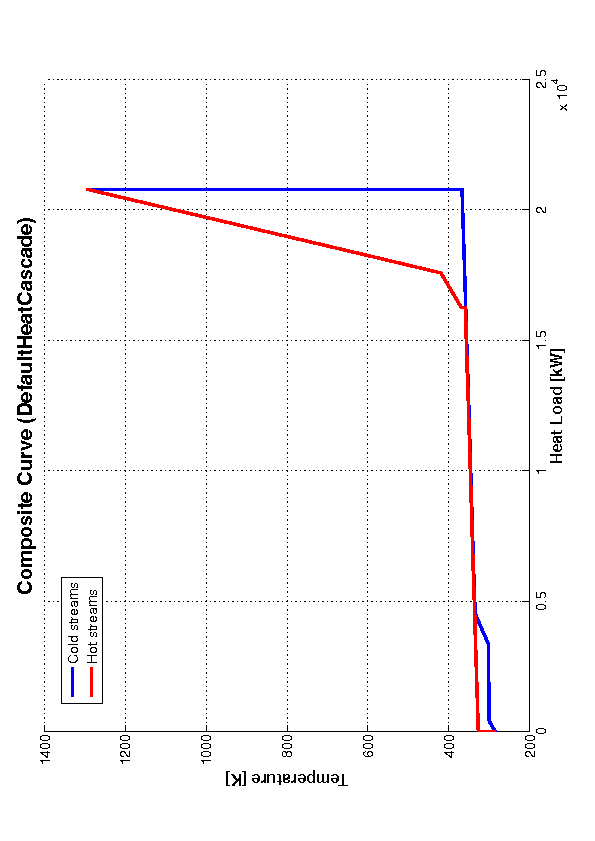 Composite Curve (DefaultHeatCascade)
Cold streams
Hot streams
Temperature [K]
1400
1200
1000
800
600
400
200
0
0.5
1
1.5
2
2.5
x 10^4
Heat Load [kW]